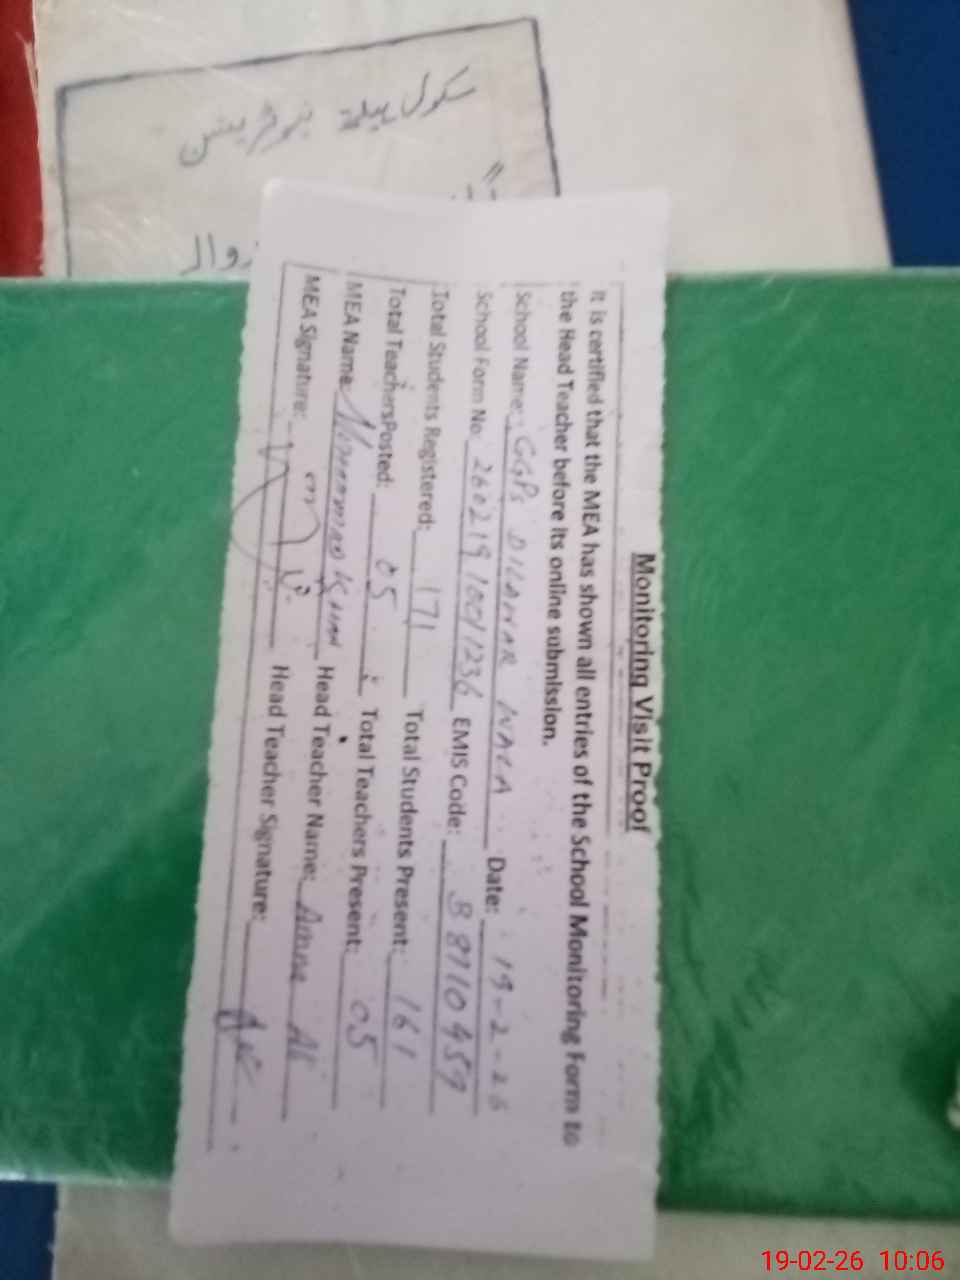 سکول
Monitoring Visit Proof
It is certified that the MEA has shown all entries of the School Monitoring Form to
the Head Teacher before its online submission.
School Name: GGPS DILAWAR WALA Date: 19-2-26
School Form No: 260219 1001 1236 EMIS Code: 38710459
Total Students Registered: 171 Total Students Present: 161
Total Teachers Posted: 05 Total Teachers Present: 05
MEA Name: Khan Head Teacher Name:
MEA Signature: Head Teacher Signature:
19-02-26 10:06